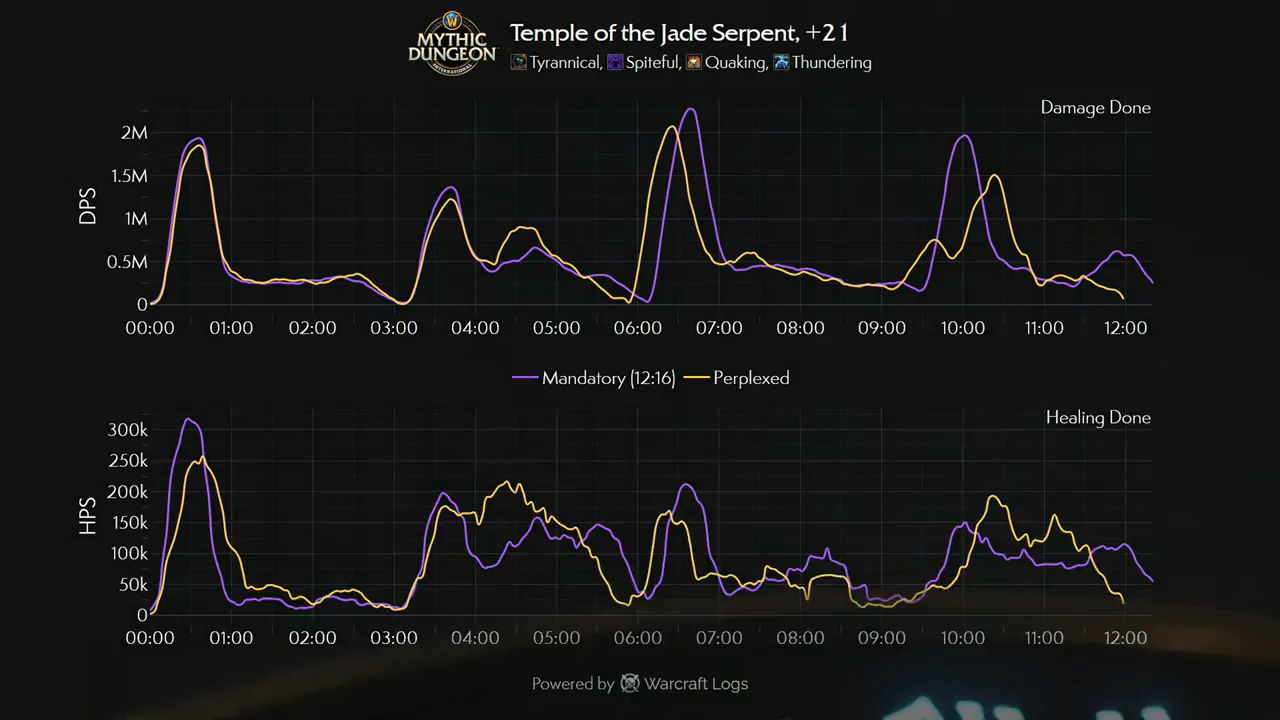 MYTHIC
DUNGEON
INTERNATIONAL
Temple of the Jade Serpent, +21
Tyrannical, Spiteful, Quaking, Thundering
Damage Done
DPS
2M
1.5M
1M
0.5M
0
00:00 01:00 02:00 03:00 04:00 05:00 06:00 07:00 08:00 09:00 10:00 11:00 12:00
Mandatory (12:16) Perplexed
Healing Done
HPS
300k
250k
200k
150k
100k
50k
0
00:00 01:00 02:00 03:00 04:00 05:00 06:00 07:00 08:00 09:00 10:00 11:00 12:00
Powered by Warcraft Logs